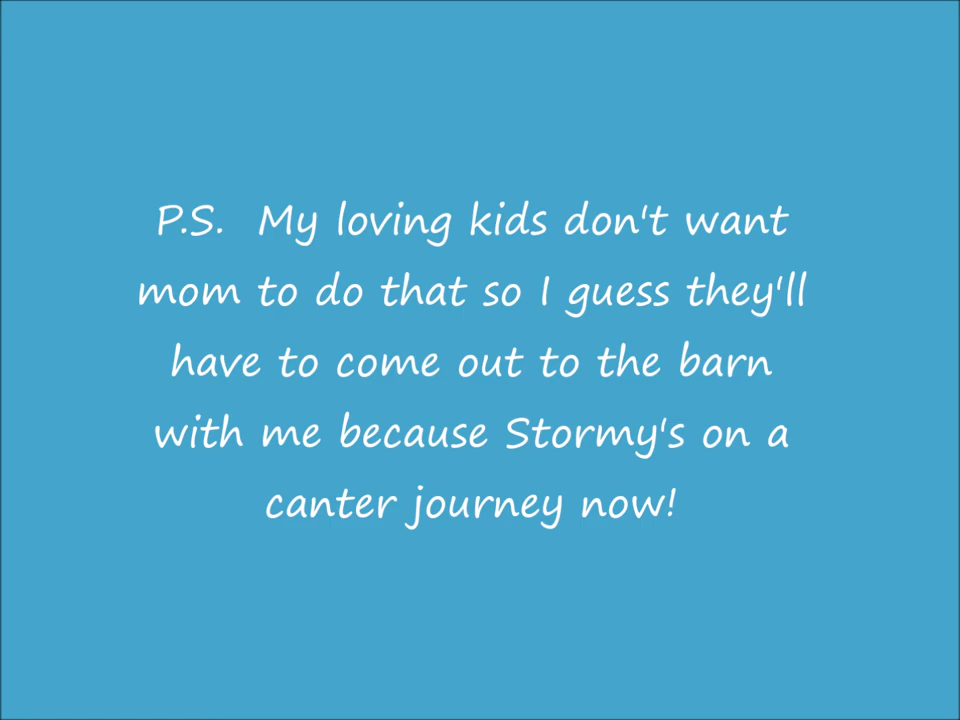 P.S.  My loving kids don't want
mom to do that so I guess they'll
have to come out to the barn
with me because Stormy's on a
canter journey now!